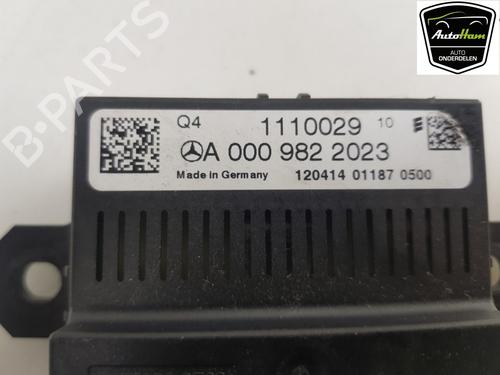 AutoHam
AUTO
ONDERDELEN
Q4 1110029 10 E
A 000 982 2023
Made in Germany 120414 01187 0500
B-PARTS